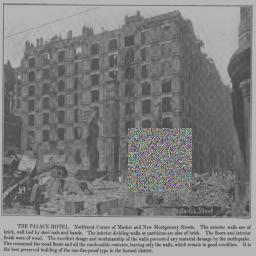 THE PALACE HOTEL. Northwest Corner of Market and New Montgomery Streets. The exterior walls are of
brick, well tied by steel rods and bands. The interior dividing walls or partitions are also of brick. The floors and interior
finish were of wood. The excellent design and workmanship of the walls prevented any material damage by the earthquake.
Fire consumed the wood floors and all the combustible contents, leaving only the walls, which remain in good condition. It is
the best preserved building of the non-fire-proof type in the burned district.